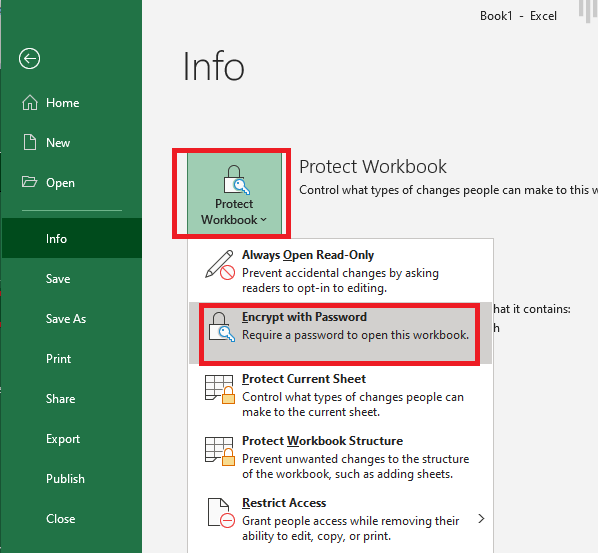 Book1 - Excel
Info
Home
New
Open
Info
Save
Save As
Print
Share
Export
Publish
Close
Protect
Workbook
Protect Workbook
Control what types of changes people can make to this w
Always Open Read-Only
Prevent accidental changes by asking
readers to opt-in to editing.
Encrypt with Password
Require a password to open this workbook.
hat it contains:
h
Protect Current Sheet
Control what types of changes people can
make to the current sheet.
Protect Workbook Structure
Prevent unwanted changes to the structure
of the workbook, such as adding sheets.
Restrict Access
Grant people access while removing their
ability to edit, copy, or print.